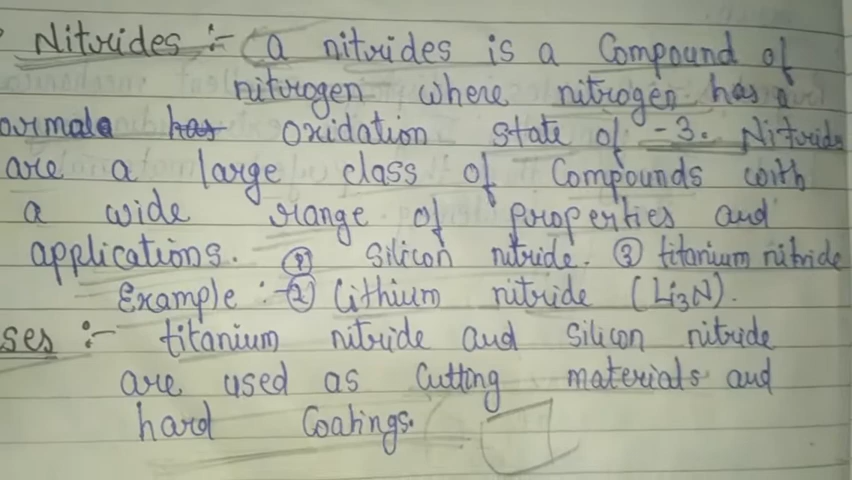 Nitrides :- a nitrides is a Compound of
nitrogen where nitrogen has a
ormale has oxidation state of -3. Nitride
are a large class of Compounds with
a wide range of properties and
applications. ① Silicon nitride. ③ titanium nitride
Example :- ② Lithium nitride (Li3N).
ses :- titanium nitride and Silicon nitride
are used as Cutting materials and
hard Coatings.